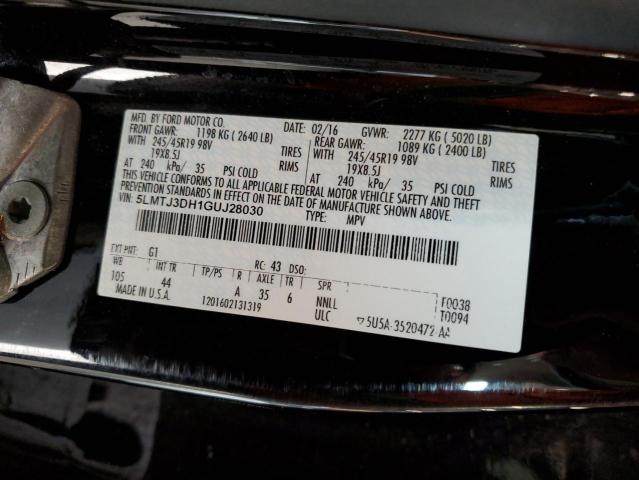 MFD. BY FORD MOTOR CO.
DATE: 02/16 GVWR: 2277 KG ( 5020 LB)
FRONT GAWR: 1198 KG ( 2640 LB)
REAR GAWR: 1089 KG ( 2400 LB)
WITH 245/45R19 98V TIRES
WITH 245/45R19 98V TIRES
19X8.5J RIMS
19X8.5J RIMS
AT 240 kPa/ 35 PSI COLD
AT 240 kPa/ 35 PSI COLD
THIS VEHICLE CONFORMS TO ALL APPLICABLE FEDERAL MOTOR VEHICLE SAFETY AND THEFT
PREVENTION STANDARDS IN EFFECT ON THE DATE OF MANUFACTURE SHOWN ABOVE.
VIN: 5LMTJ3DH1GUJ28030 TYPE: MPV
EXT PNT: G1 RC: 43 DSO:
WB INT TR TP/PS R AXLE TR SPR
105 44 A 35 6 NNLL F0038
MADE IN U.S.A. 1201602131319 ULC T0094
▽5U5A-3520472-AA